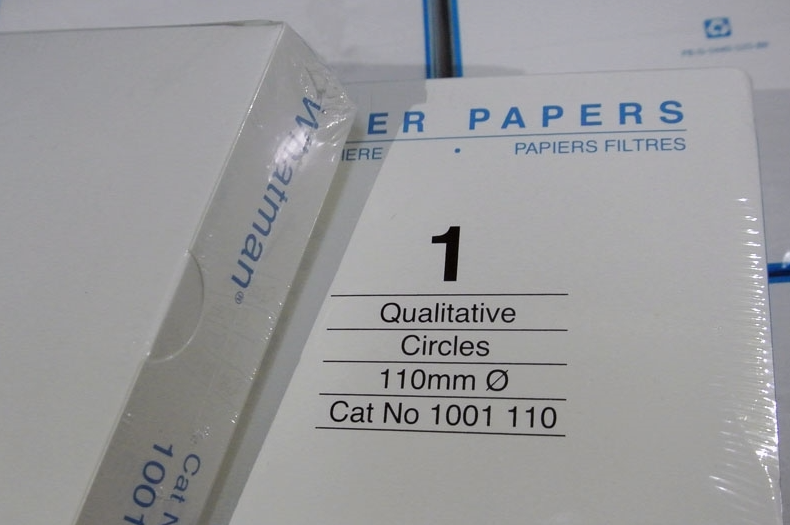 Whatman®
Cat N
1001
ER PAPERS
IERE • PAPIERS FILTRES
1
Qualitative
Circles
110mm Ø
Cat No 1001 110